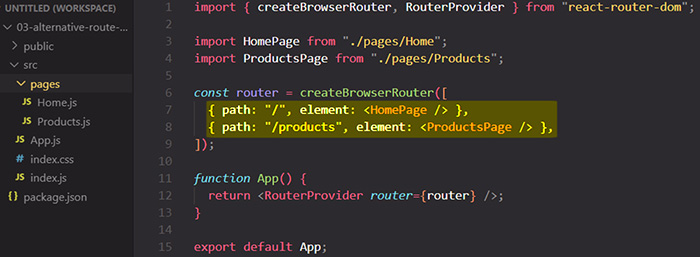 UNTITLED (WORKSPACE)
03-alternative-route-...
public
src
pages
JS Home.js
JS Products.js
JS App.js
# index.css
JS index.js
package.json
1 import { createBrowserRouter, RouterProvider } from "react-router-dom";
2
3 import HomePage from "./pages/Home";
4 import ProductsPage from "./pages/Products";
5
6 const router = createBrowserRouter([
7 { path: "/", element: <HomePage /> },
8 { path: "/products", element: <ProductsPage /> },
9 ]);
10
11 function App() {
12 return <RouterProvider router={router} />;
13 }
14
15 export default App;